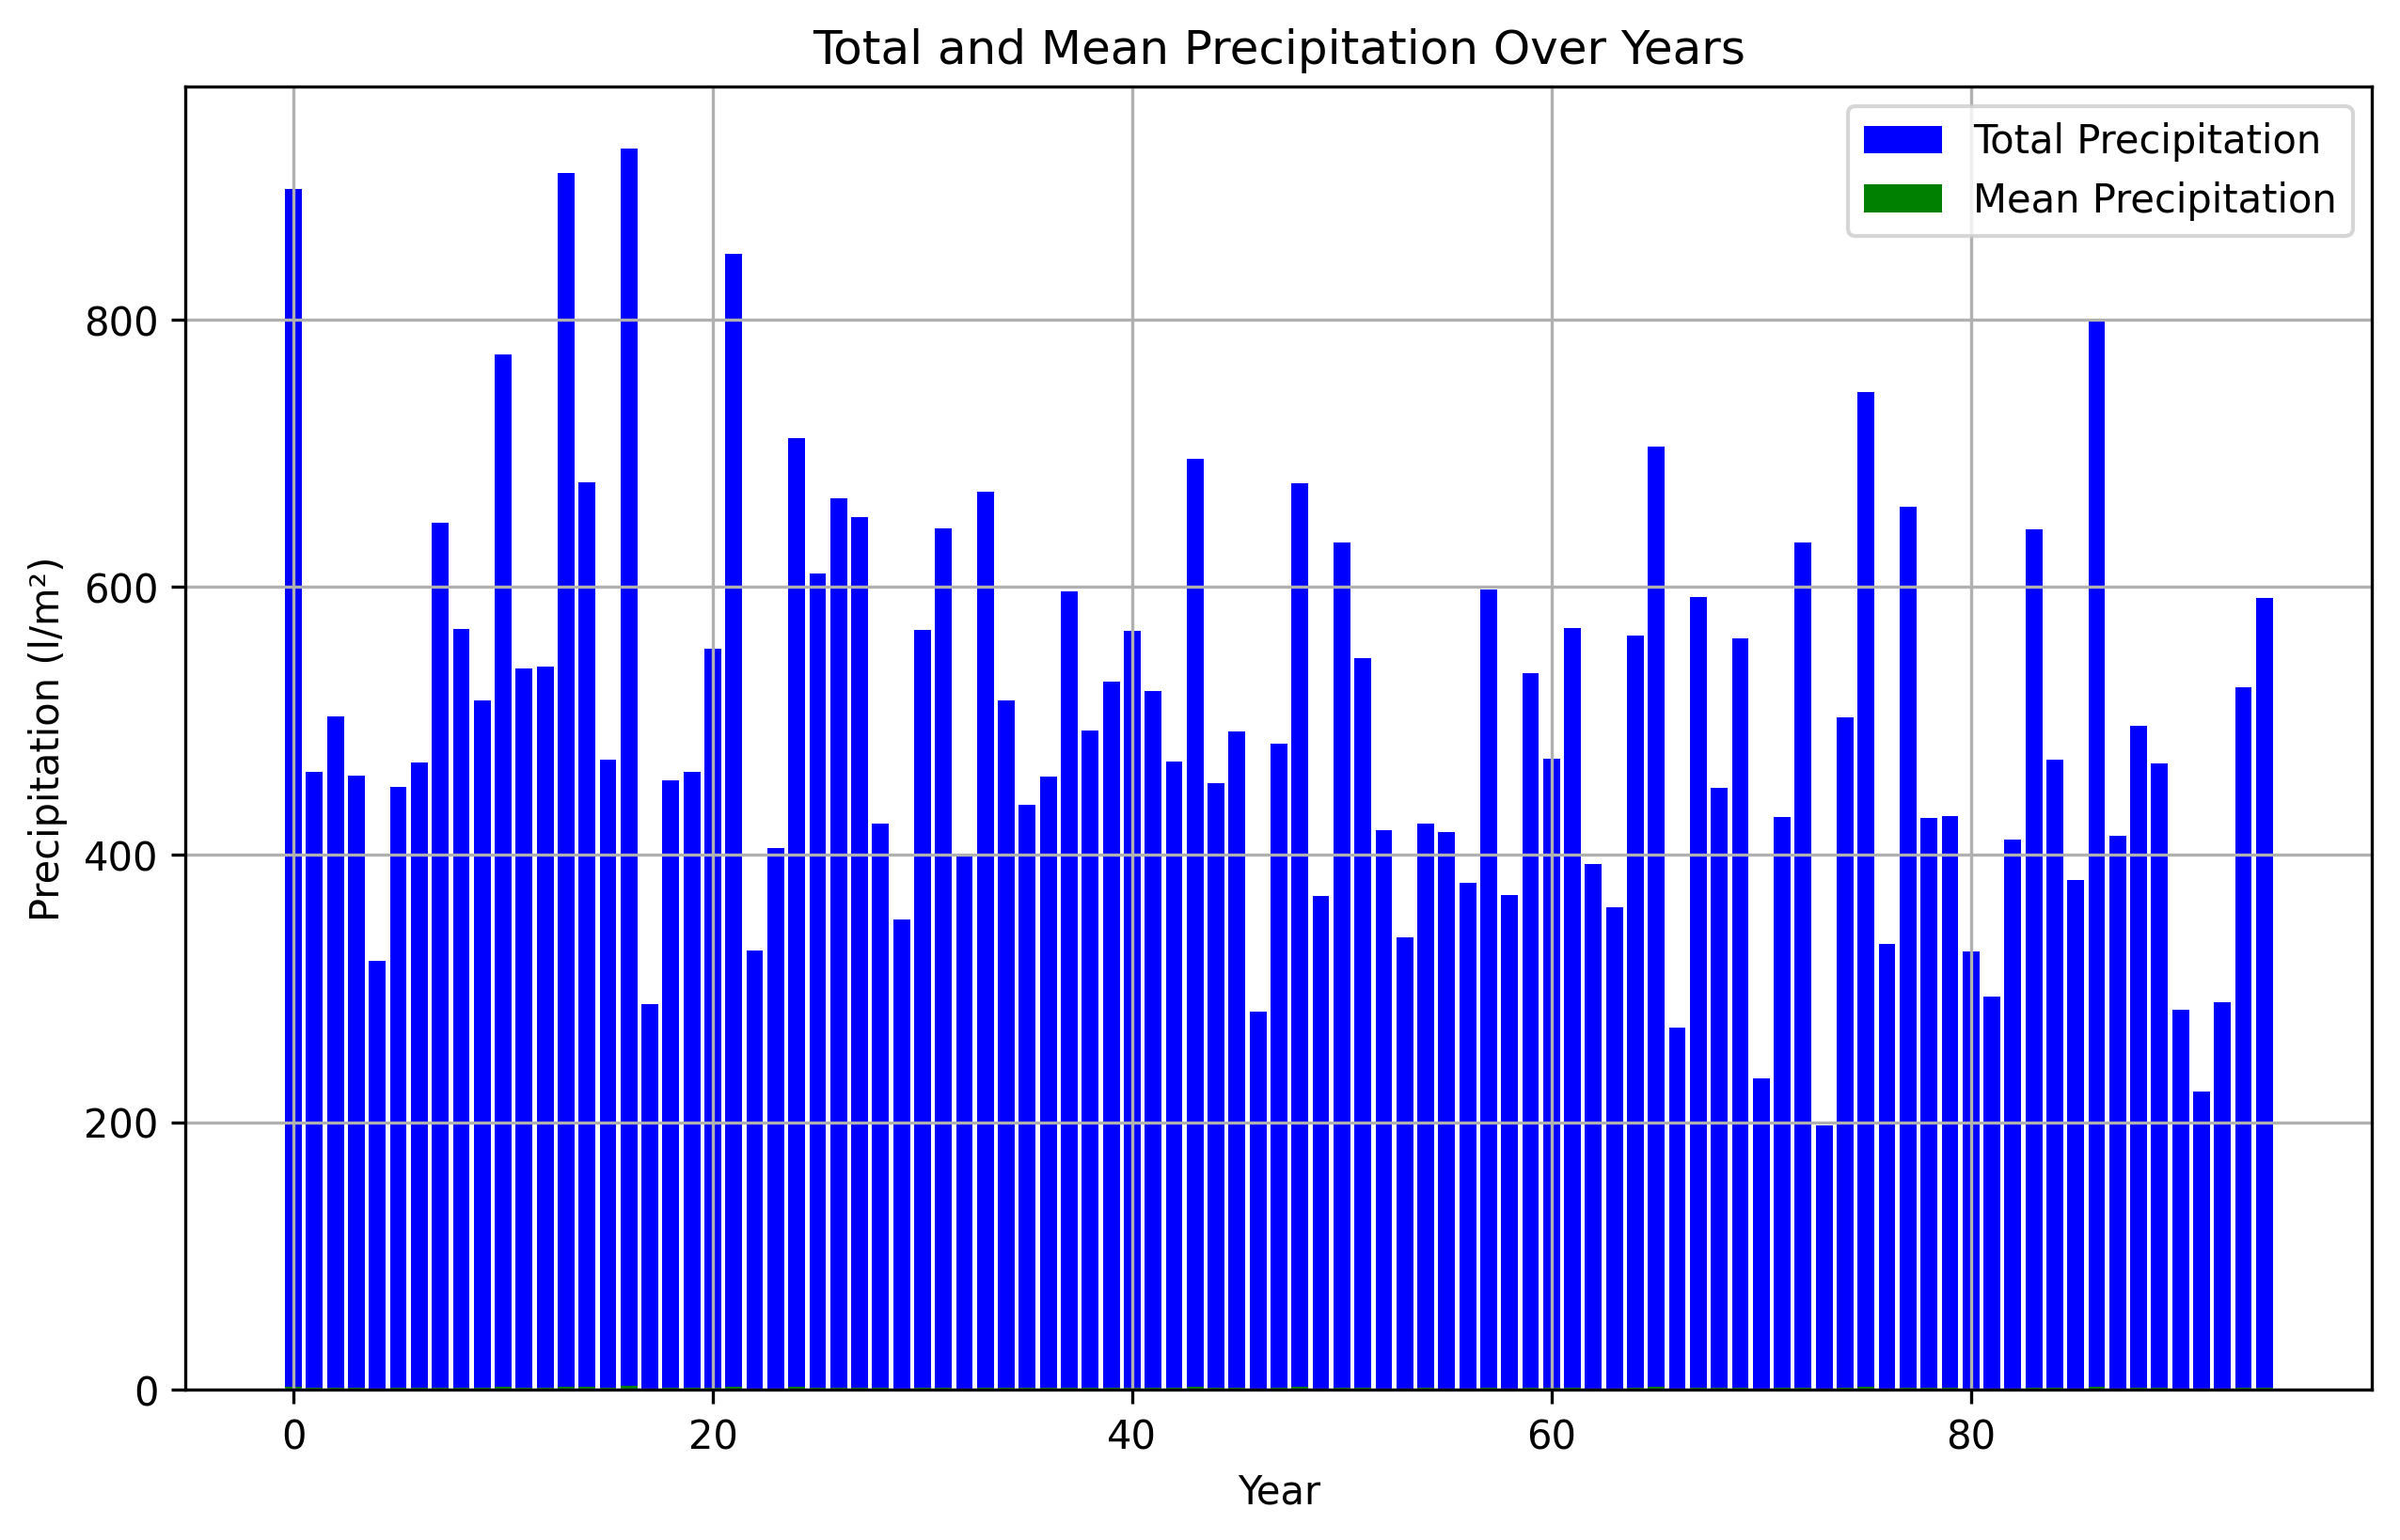 Total and Mean Precipitation Over Years
Total Precipitation
Mean Precipitation
Precipitation (l/m²)
800
600
400
200
0
0 20 40 60 80
Year